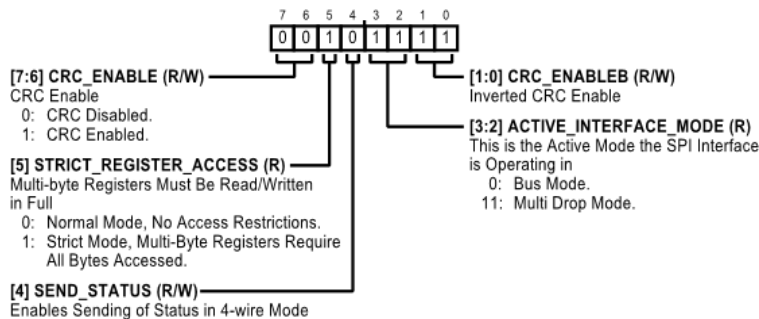 7 6 5 4 3 2 1 0
0 0 1 0 1 1 1 1
[7:6] CRC_ENABLE (R/W)
CRC Enable
0: CRC Disabled.
1: CRC Enabled.
[5] STRICT_REGISTER_ACCESS (R)
Multi-byte Registers Must Be Read/Written
in Full
0: Normal Mode, No Access Restrictions.
1: Strict Mode, Multi-Byte Registers Require
All Bytes Accessed.
[4] SEND_STATUS (R/W)
Enables Sending of Status in 4-wire Mode
[1:0] CRC_ENABLEB (R/W)
Inverted CRC Enable
[3:2] ACTIVE_INTERFACE_MODE (R)
This is the Active Mode the SPI Interface
is Operating in
0: Bus Mode.
11: Multi Drop Mode.